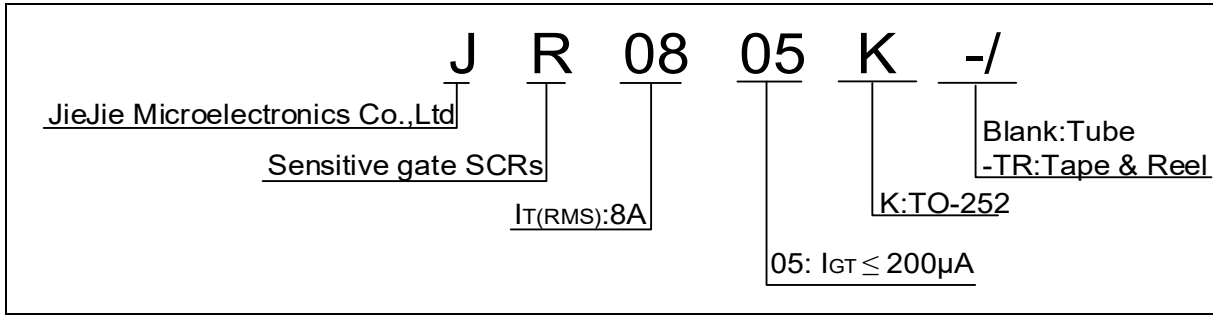 J R 08 05 K -/
JieJie Microelectronics Co.,Ltd
Blank:Tube
Sensitive gate SCRs
-TR:Tape & Reel
IT(RMS):8A
K:TO-252
05: IGT ≤ 200µA